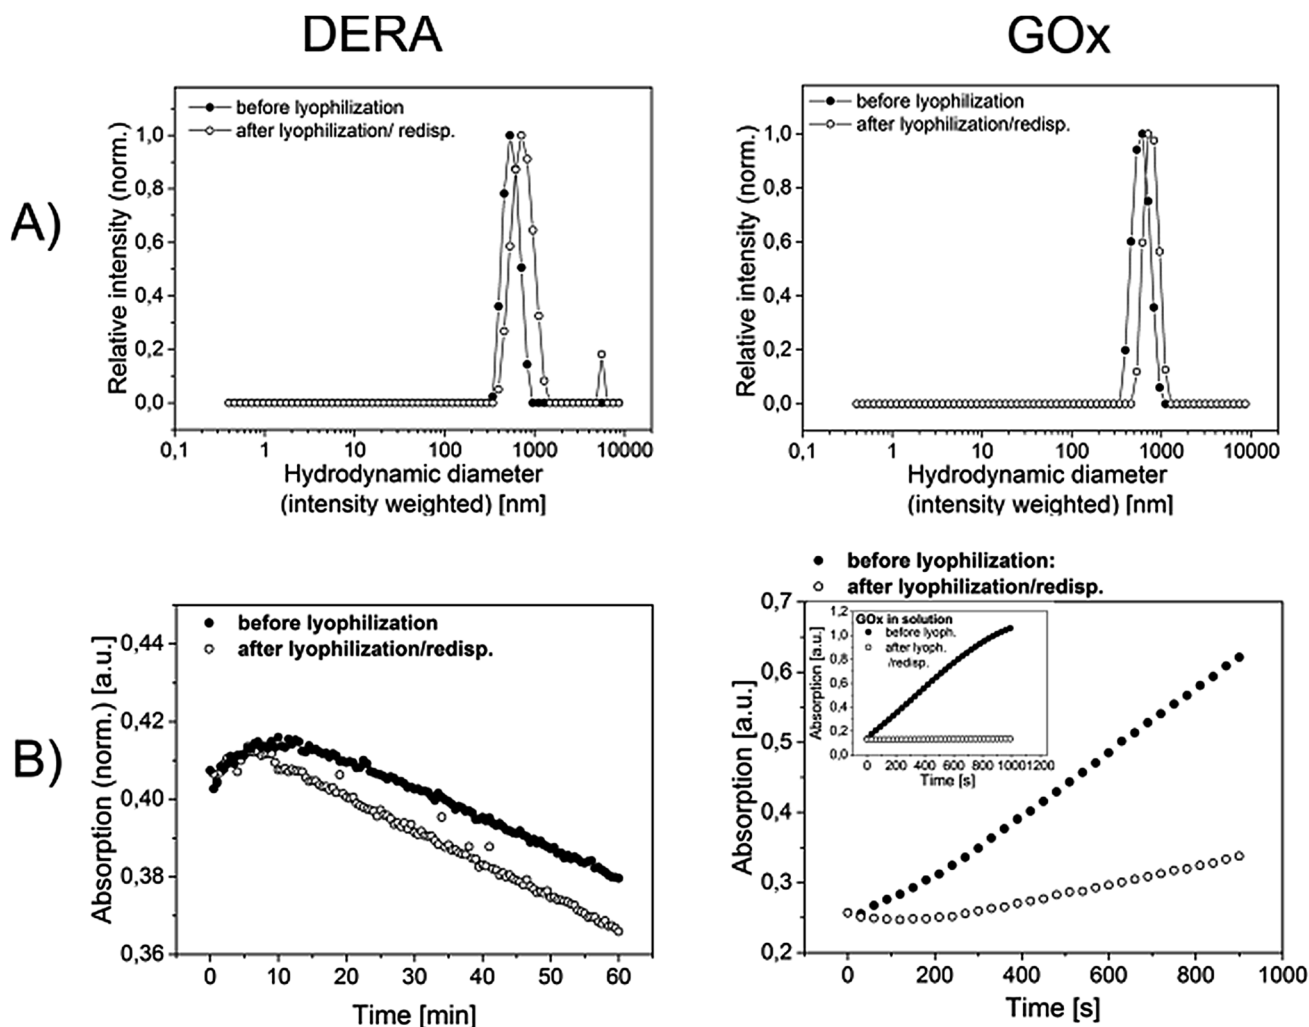 DERA
GOx
A)
before lyophilization
after lyophilization/ redisp.
1,0
0,8
0,6
0,4
0,2
0,0
Relative intensity (norm.)
0,1
1
10
100
1000
10000
Hydrodynamic diameter
(intensity weighted) [nm]
before lyophilization
after lyophilization/redisp.
1,0
0,8
0,6
0,4
0,2
0,0
Relative intensity (norm.)
0,1
1
10
100
1000
10000
Hydrodynamic diameter
(intensity weighted) [nm]
B)
before lyophilization
after lyophilization/redisp.
0,44
0,42
0,40
0,38
0,36
Absorption (norm.) [a.u.]
0
10
20
30
40
50
60
Time [min]
before lyophilization:
after lyophilization/redisp.
0,7
0,6
0,5
0,4
0,3
0,2
Absorption [a.u.]
0
200
400
600
800
1000
Time [s]
GOx in solution
before lyoph.
after lyoph.
/redisp.
1,2
1,0
0,8
0,6
0,4
0,2
0,0
Absorption [a.u.]
0
200
400
600
800
1000
1200
Time [s]